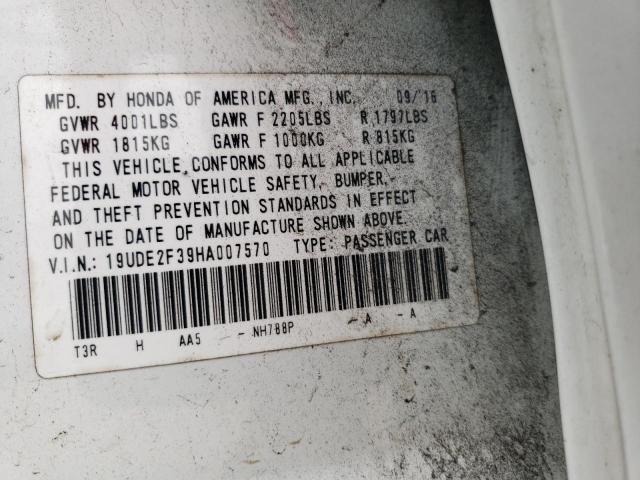 MFD. BY HONDA OF AMERICA MFG., INC. 09/16
GVWR 4001LBS GAWR F 2205LBS R 1797LBS
GVWR 1815KG GAWR F 1000KG R 815KG
THIS VEHICLE CONFORMS TO ALL APPLICABLE
FEDERAL MOTOR VEHICLE SAFETY, BUMPER,
AND THEFT PREVENTION STANDARDS IN EFFECT
ON THE DATE OF MANUFACTURE SHOWN ABOVE.
V.I.N.: 19UDE2F39HA007570 TYPE: PASSENGER CAR
T3R H AA5 - NH788P - A - A